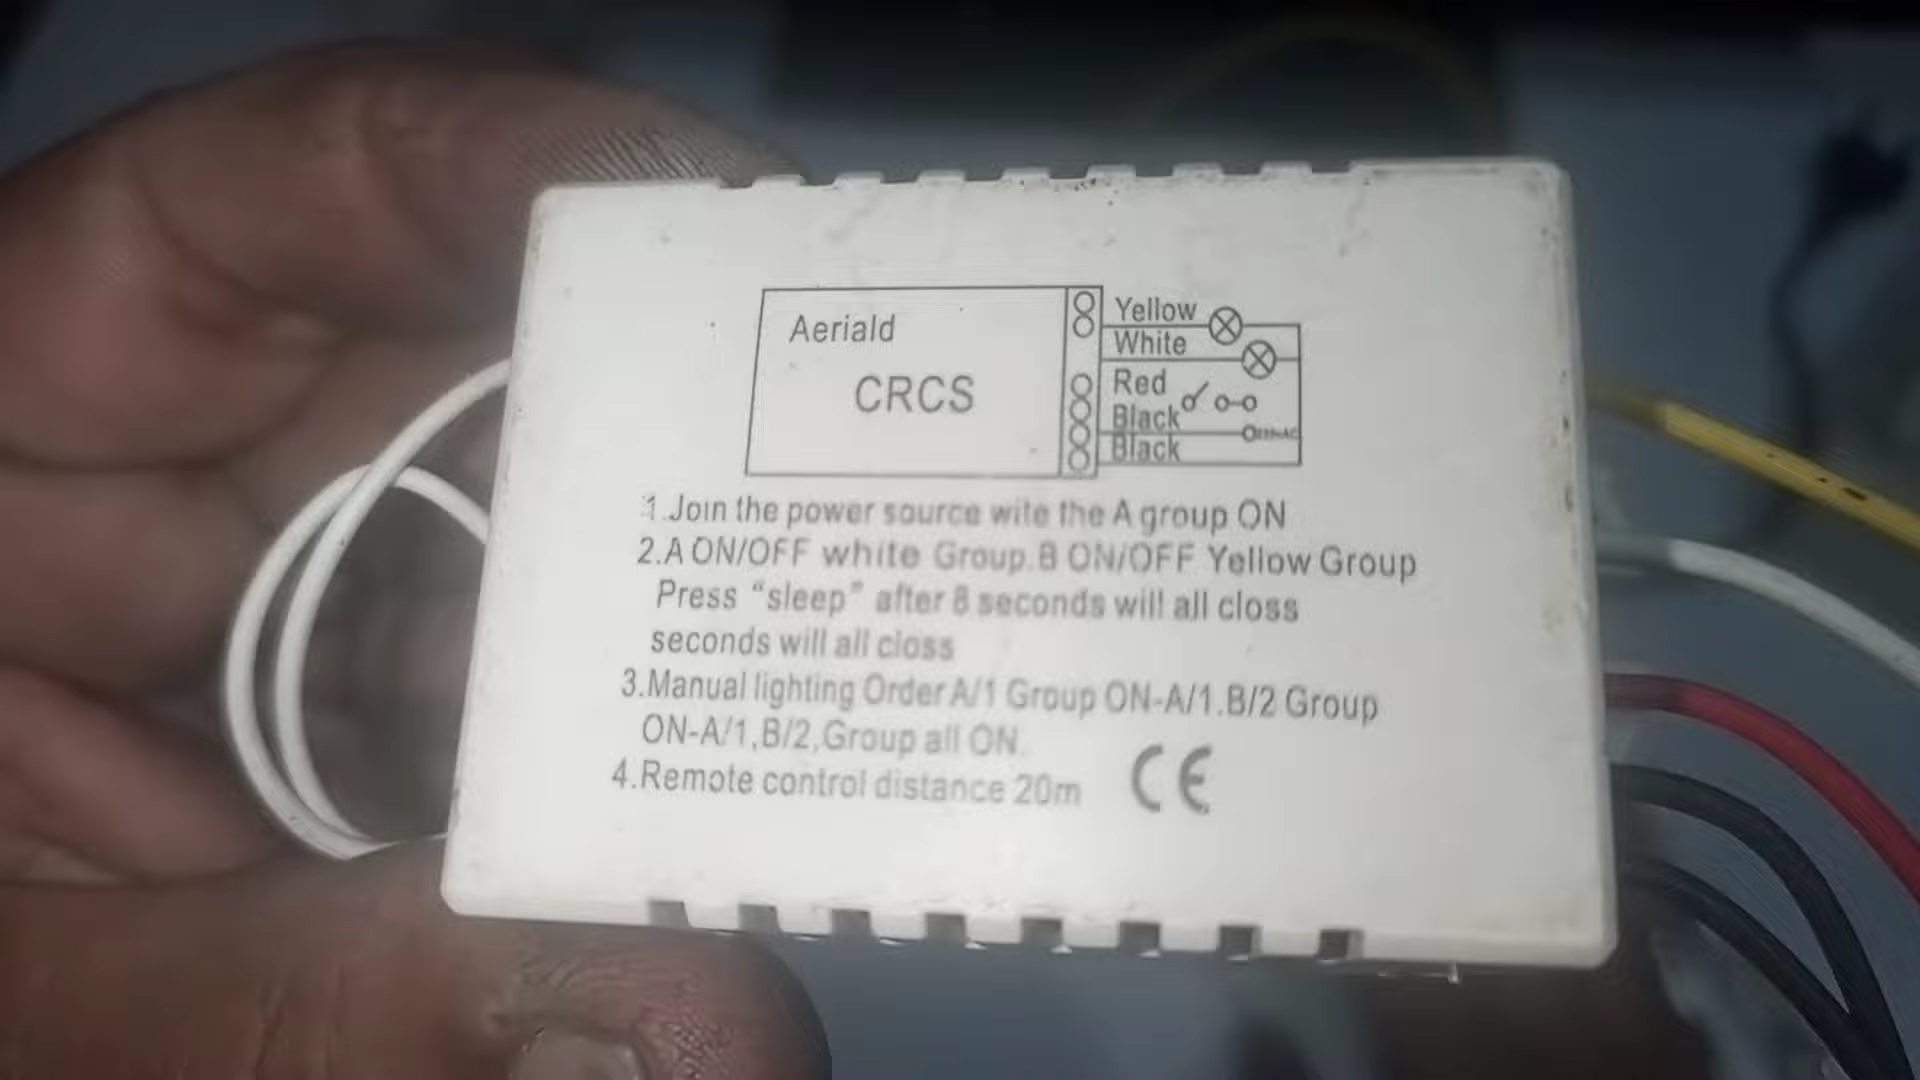 Aeriald
CRCS
Yellow
White
Red
Black
Black
1.Join the power source wite the A group ON
2.A ON/OFF white Group.B ON/OFF Yellow Group
Press “sleep” after 8 seconds will all closs
seconds will all closs
3.Manual lighting Order A/1 Group ON-A/1.B/2 Group
ON-A/1,B/2,Group all ON.
4.Remote control distance 20m
CE